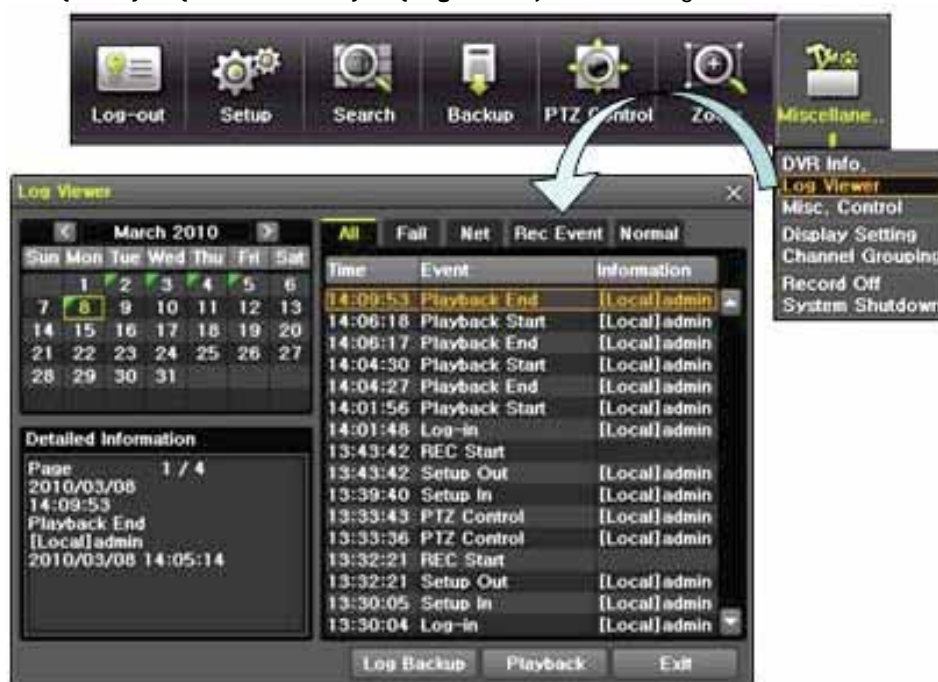 Log-out Setup Search Backup PTZ Control Miscellane..
DVR Info.
Log Viewer
Misc. Control
Display Setting
Channel Grouping
Record Off
System Shutdown
Log Viewer
March 2010
Sun Mon Tue Wed Thu Fri Sat
1 2 3 4 5 6
7 8 9 10 11 12 13
14 15 16 17 18 19 20
21 22 23 24 25 26 27
28 29 30 31
Detailed Information
Page 1 / 4
2010/03/08
14:09:53
Playback End
[Local]admin
2010/03/08 14:05:14
All Fail Net Rec Event Normal
Time Event Information
14:09:53 Playback End [Local]admin
14:06:18 Playback Start [Local]admin
14:06:17 Playback End [Local]admin
14:04:30 Playback Start [Local]admin
14:04:27 Playback End [Local]admin
14:01:56 Playback Start [Local]admin
14:01:48 Log-in [Local]admin
13:43:42 REC Start
13:43:42 Setup Out [Local]admin
13:39:40 Setup In [Local]admin
13:33:43 PTZ Control [Local]admin
13:33:36 PTZ Control [Local]admin
13:32:21 REC Start
13:32:21 Setup Out [Local]admin
13:30:05 Setup In [Local]admin
13:30:04 Log-in [Local]admin
Log Backup Playback Exit